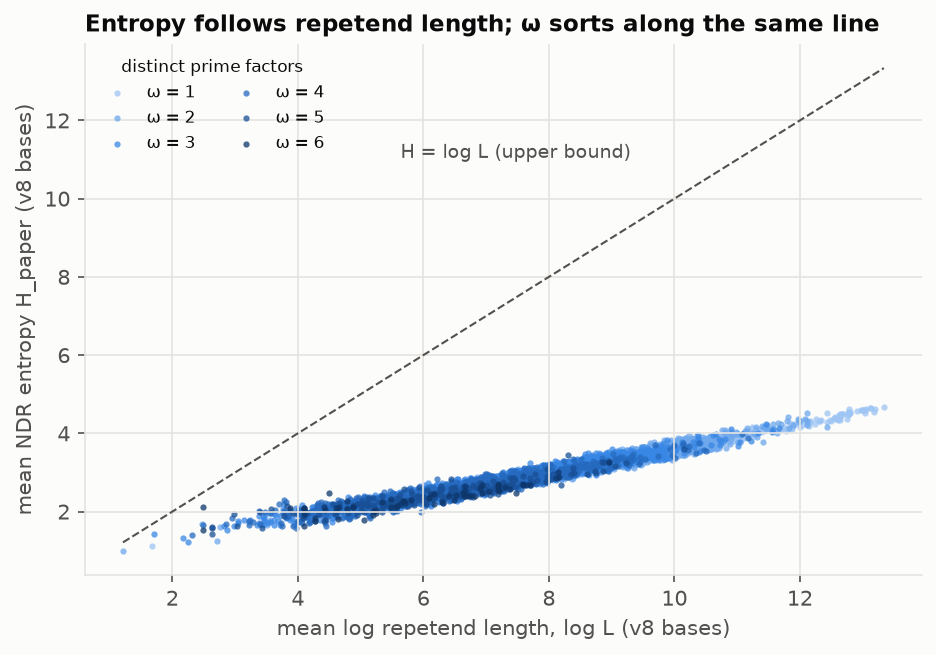 Entropy follows repetend length; ω sorts along the same line
distinct prime factors
ω = 1 ω = 4
ω = 2 ω = 5
ω = 3 ω = 6
H = log L (upper bound)
mean NDR entropy H_paper (v8 bases)
12
10
8
6
4
2
2 4 6 8 10 12
mean log repetend length, log L (v8 bases)